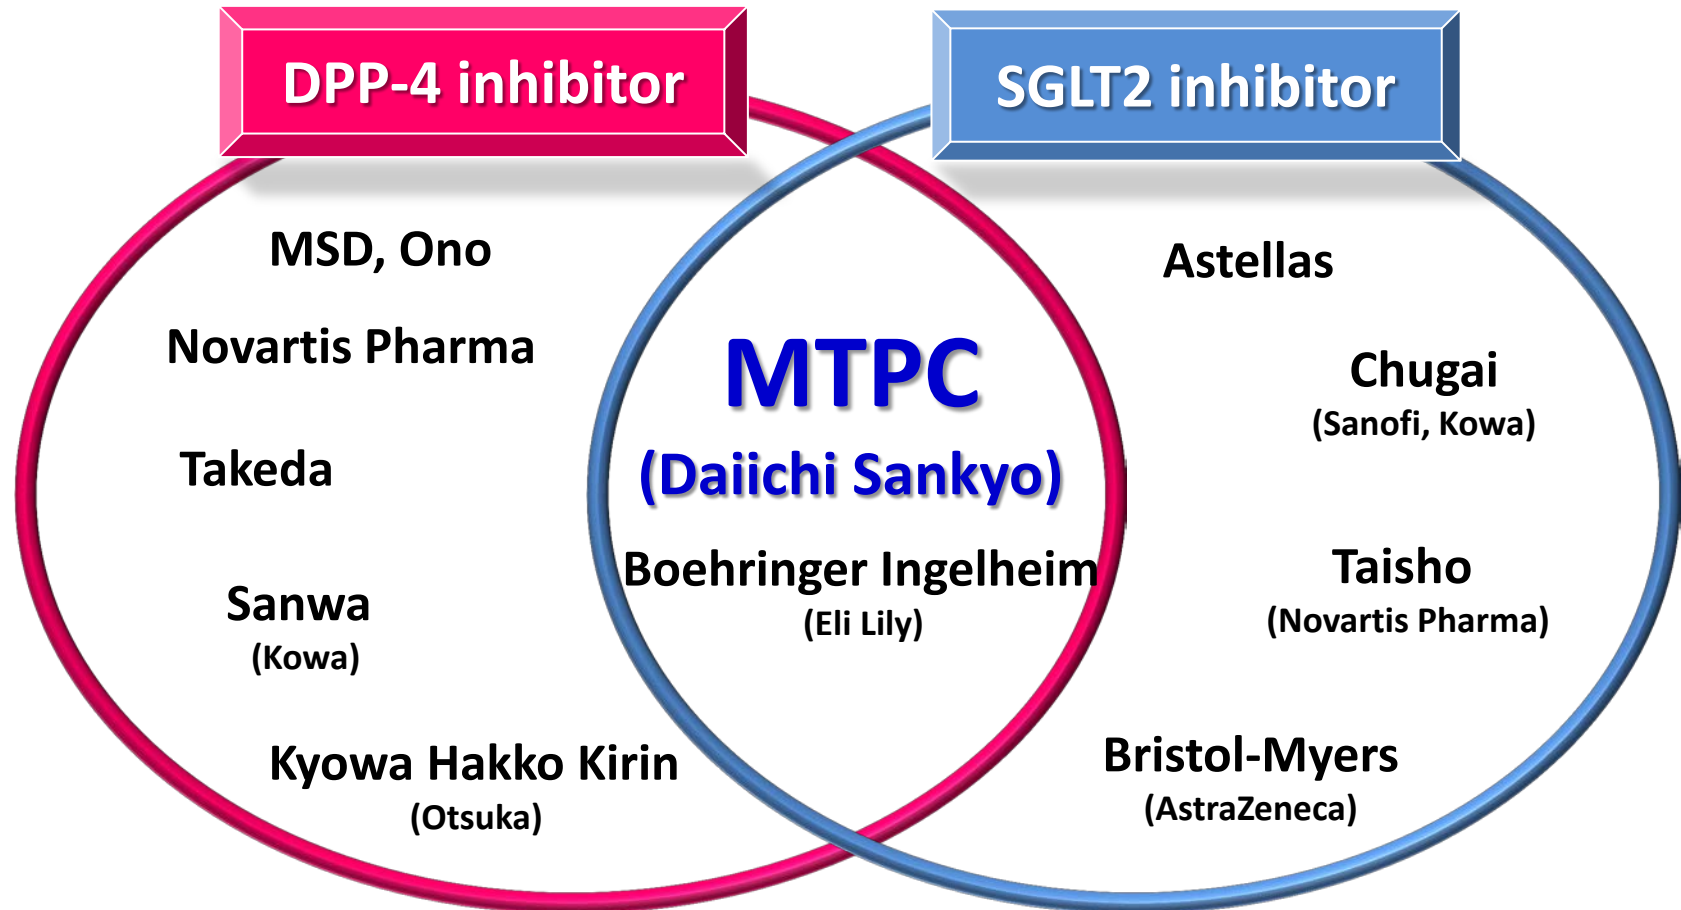 DPP-4 inhibitor
SGLT2 inhibitor
MSD, Ono
Novartis Pharma
Takeda
Sanwa
(Kowa)
Kyowa Hakko Kirin
(Otsuka)
MTPC
(Daiichi Sankyo)
Boehringer Ingelheim
(Eli Lily)
Astellas
Chugai
(Sanofi, Kowa)
Taisho
(Novartis Pharma)
Bristol-Myers
(AstraZeneca)